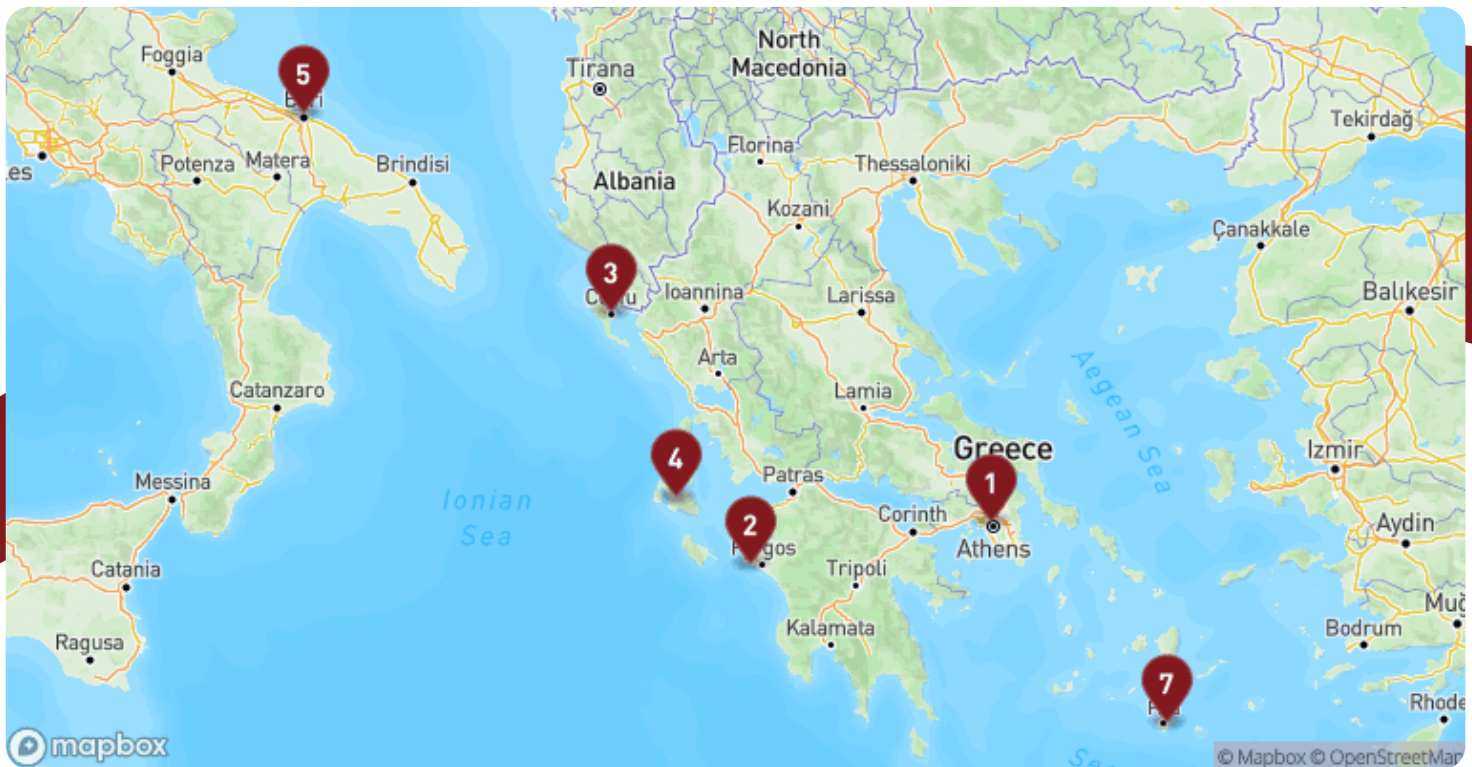 North
Macedonia
Foggia
Tirana
5
Tekirdağ
Florina
Potenza
Matera
Brindisi
Thessaloniki
les
Albania
Kozani
Çanakkale
3
Ioannina
Larissa
Balıkesir
Arta
Catanzaro
Lamia
Aegean Sea
Greece
Izmir
4
Messina
Patras
1
Ionian
Sea
Corinth
2
Aydin
Athens
Catania
Tripoli
Muğ
Kalamata
Bodrum
Ragusa
7
Rhode
mapbox
© Mapbox © OpenStreetMap